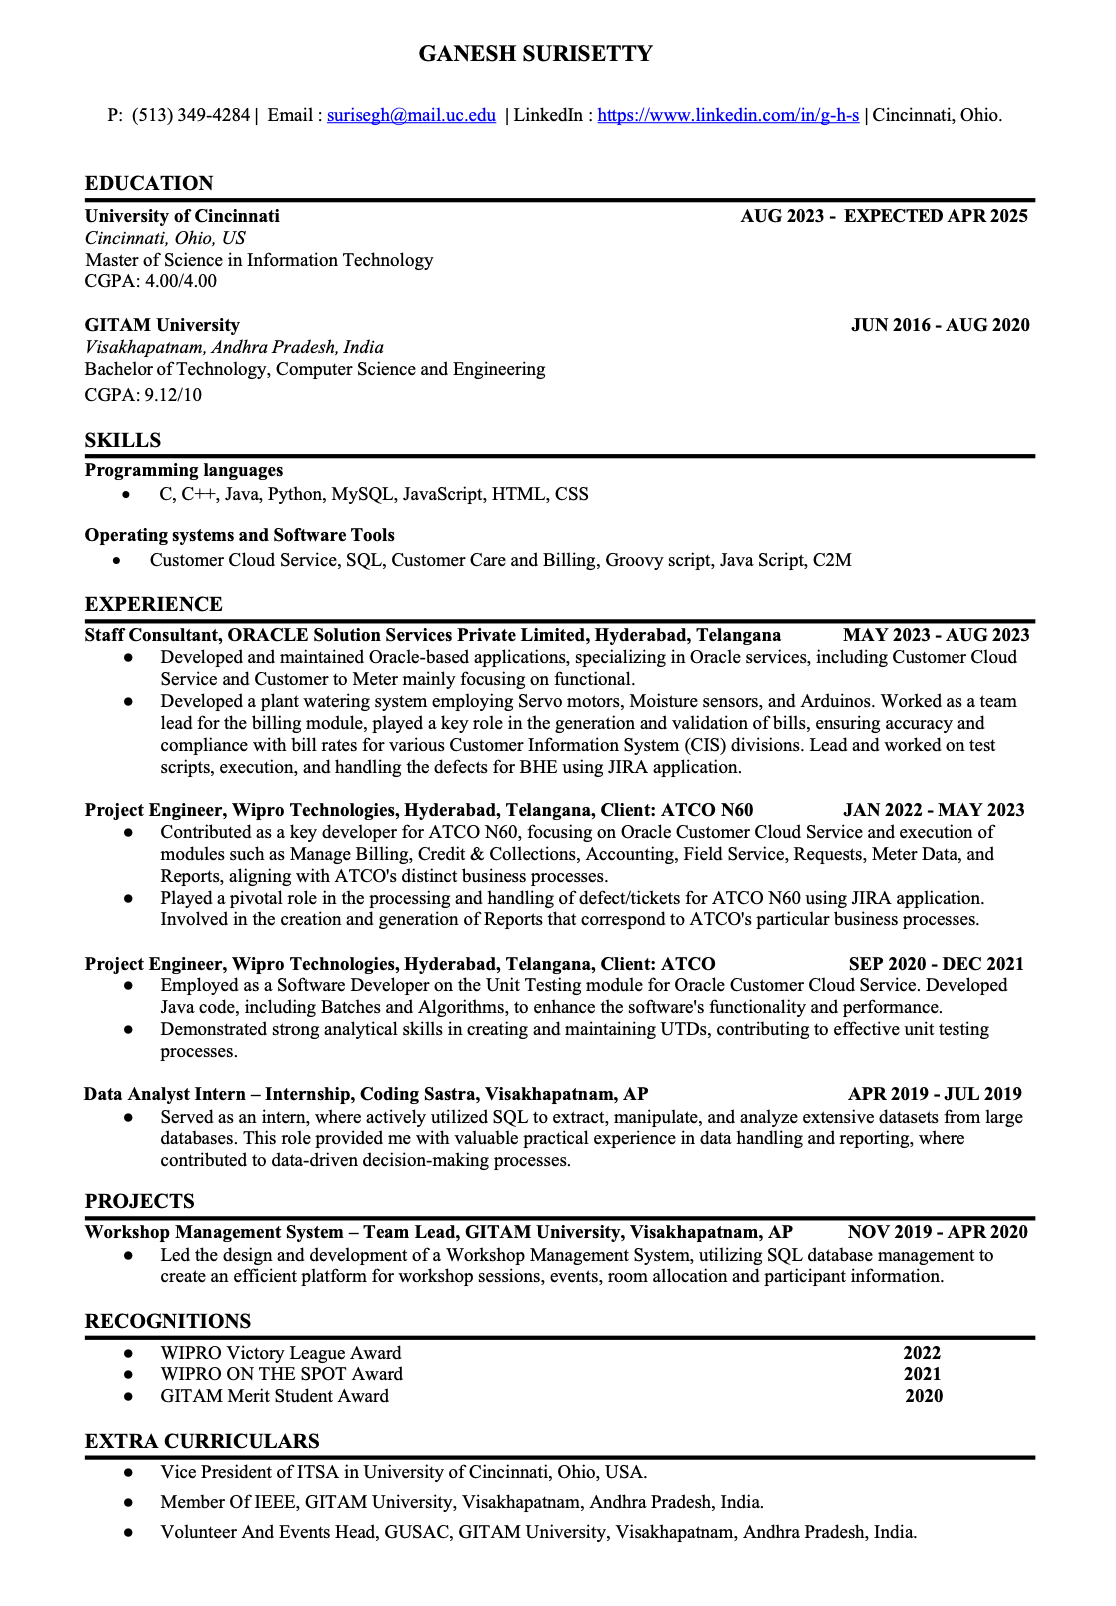 GANESH SURISETTY
P: (513) 349-4284 | Email : surisegh@mail.uc.edu | LinkedIn : https://www.linkedin.com/in/g-h-s | Cincinnati, Ohio.
EDUCATION
University of Cincinnati AUG 2023 - EXPECTED APR 2025
Cincinnati, Ohio, US
Master of Science in Information Technology
CGPA: 4.00/4.00
GITAM University JUN 2016 - AUG 2020
Visakhapatnam, Andhra Pradesh, India
Bachelor of Technology, Computer Science and Engineering
CGPA: 9.12/10
SKILLS
Programming languages
● C, C++, Java, Python, MySQL, JavaScript, HTML, CSS
Operating systems and Software Tools
● Customer Cloud Service, SQL, Customer Care and Billing, Groovy script, Java Script, C2M
EXPERIENCE
Staff Consultant, ORACLE Solution Services Private Limited, Hyderabad, Telangana MAY 2023 - AUG 2023
● Developed and maintained Oracle-based applications, specializing in Oracle services, including Customer Cloud
Service and Customer to Meter mainly focusing on functional.
● Developed a plant watering system employing Servo motors, Moisture sensors, and Arduinos. Worked as a team
lead for the billing module, played a key role in the generation and validation of bills, ensuring accuracy and
compliance with bill rates for various Customer Information System (CIS) divisions. Lead and worked on test
scripts, execution, and handling the defects for BHE using JIRA application.
Project Engineer, Wipro Technologies, Hyderabad, Telangana, Client: ATCO N60 JAN 2022 - MAY 2023
● Contributed as a key developer for ATCO N60, focusing on Oracle Customer Cloud Service and execution of
modules such as Manage Billing, Credit & Collections, Accounting, Field Service, Requests, Meter Data, and
Reports, aligning with ATCO's distinct business processes.
● Played a pivotal role in the processing and handling of defect/tickets for ATCO N60 using JIRA application.
Involved in the creation and generation of Reports that correspond to ATCO's particular business processes.
Project Engineer, Wipro Technologies, Hyderabad, Telangana, Client: ATCO SEP 2020 - DEC 2021
● Employed as a Software Developer on the Unit Testing module for Oracle Customer Cloud Service. Developed
Java code, including Batches and Algorithms, to enhance the software's functionality and performance.
● Demonstrated strong analytical skills in creating and maintaining UTDs, contributing to effective unit testing
processes.
Data Analyst Intern – Internship, Coding Sastra, Visakhapatnam, AP APR 2019 - JUL 2019
● Served as an intern, where actively utilized SQL to extract, manipulate, and analyze extensive datasets from large
databases. This role provided me with valuable practical experience in data handling and reporting, where
contributed to data-driven decision-making processes.
PROJECTS
Workshop Management System – Team Lead, GITAM University, Visakhapatnam, AP NOV 2019 - APR 2020
● Led the design and development of a Workshop Management System, utilizing SQL database management to
create an efficient platform for workshop sessions, events, room allocation and participant information.
RECOGNITIONS
● WIPRO Victory League Award 2022
● WIPRO ON THE SPOT Award 2021
● GITAM Merit Student Award 2020
EXTRA CURRICULARS
● Vice President of ITSA in University of Cincinnati, Ohio, USA.
● Member Of IEEE, GITAM University, Visakhapatnam, Andhra Pradesh, India.
● Volunteer And Events Head, GUSAC, GITAM University, Visakhapatnam, Andhra Pradesh, India.